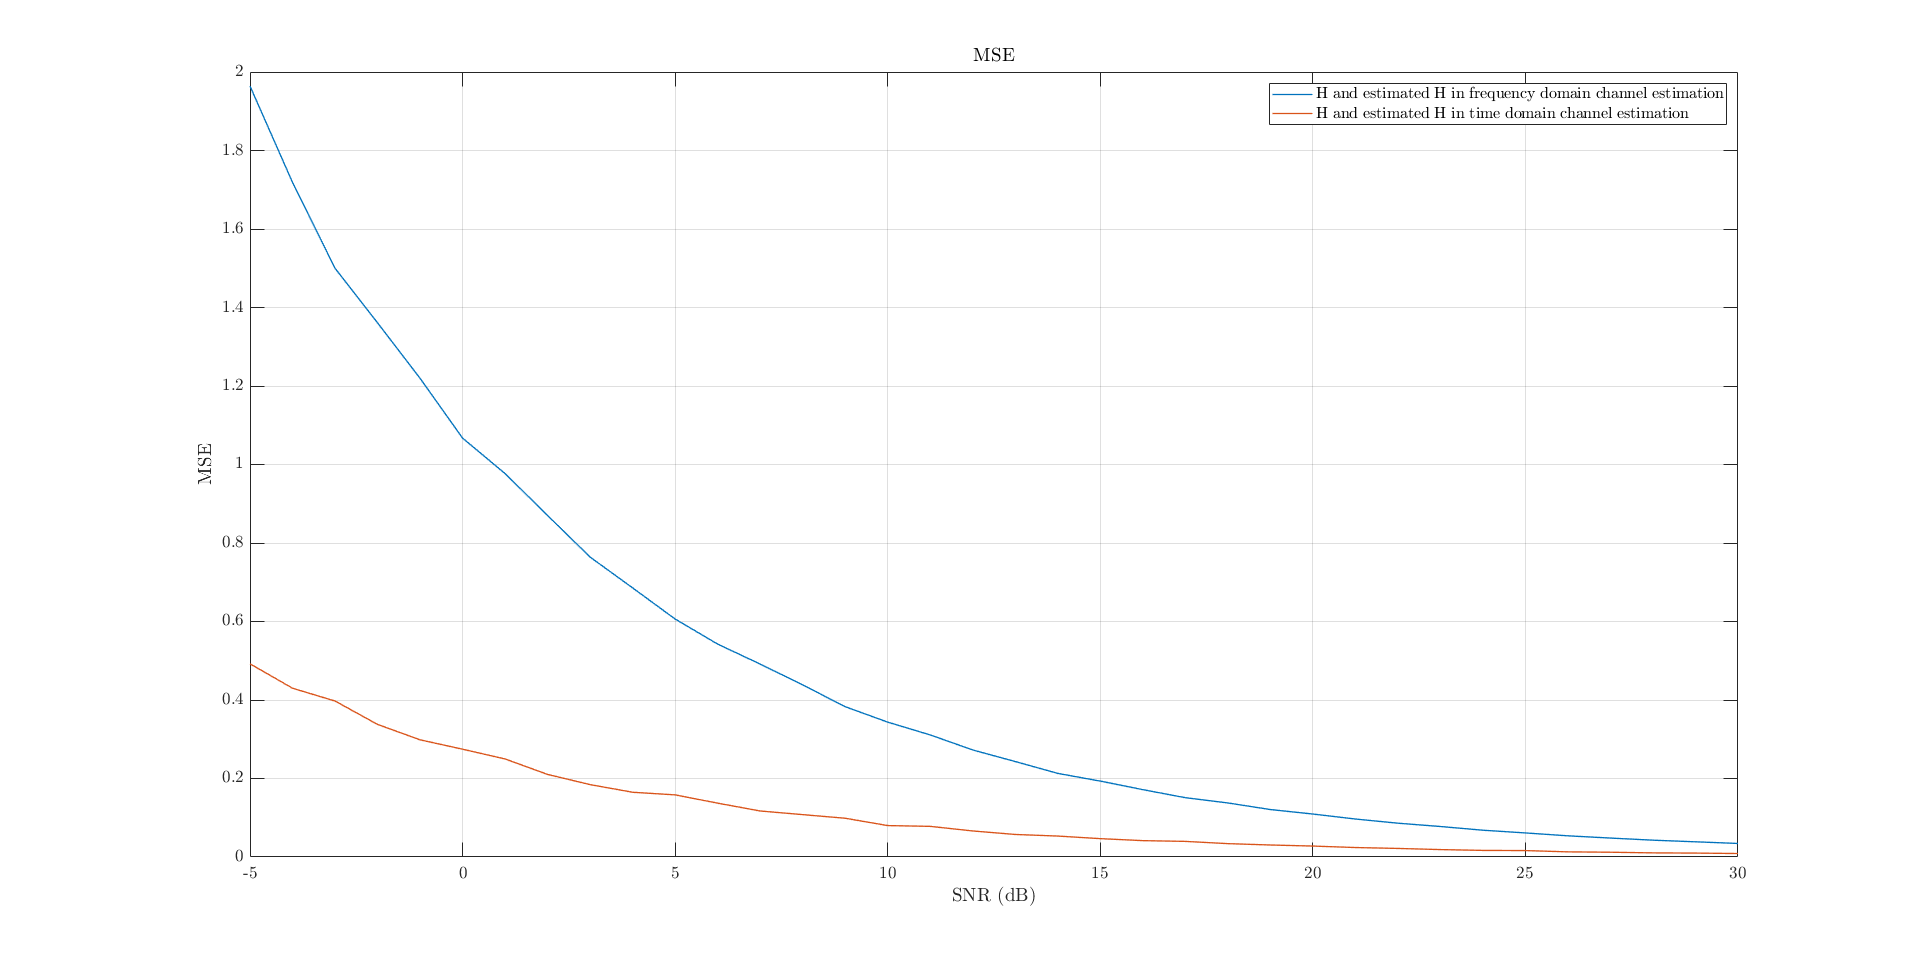 MSE
H and estimated H in frequency domain channel estimation
H and estimated H in time domain channel estimation
2
1.8
1.6
1.4
1.2
1
0.8
0.6
0.4
0.2
0
MSE
-5 0 5 10 15 20 25 30
SNR (dB)